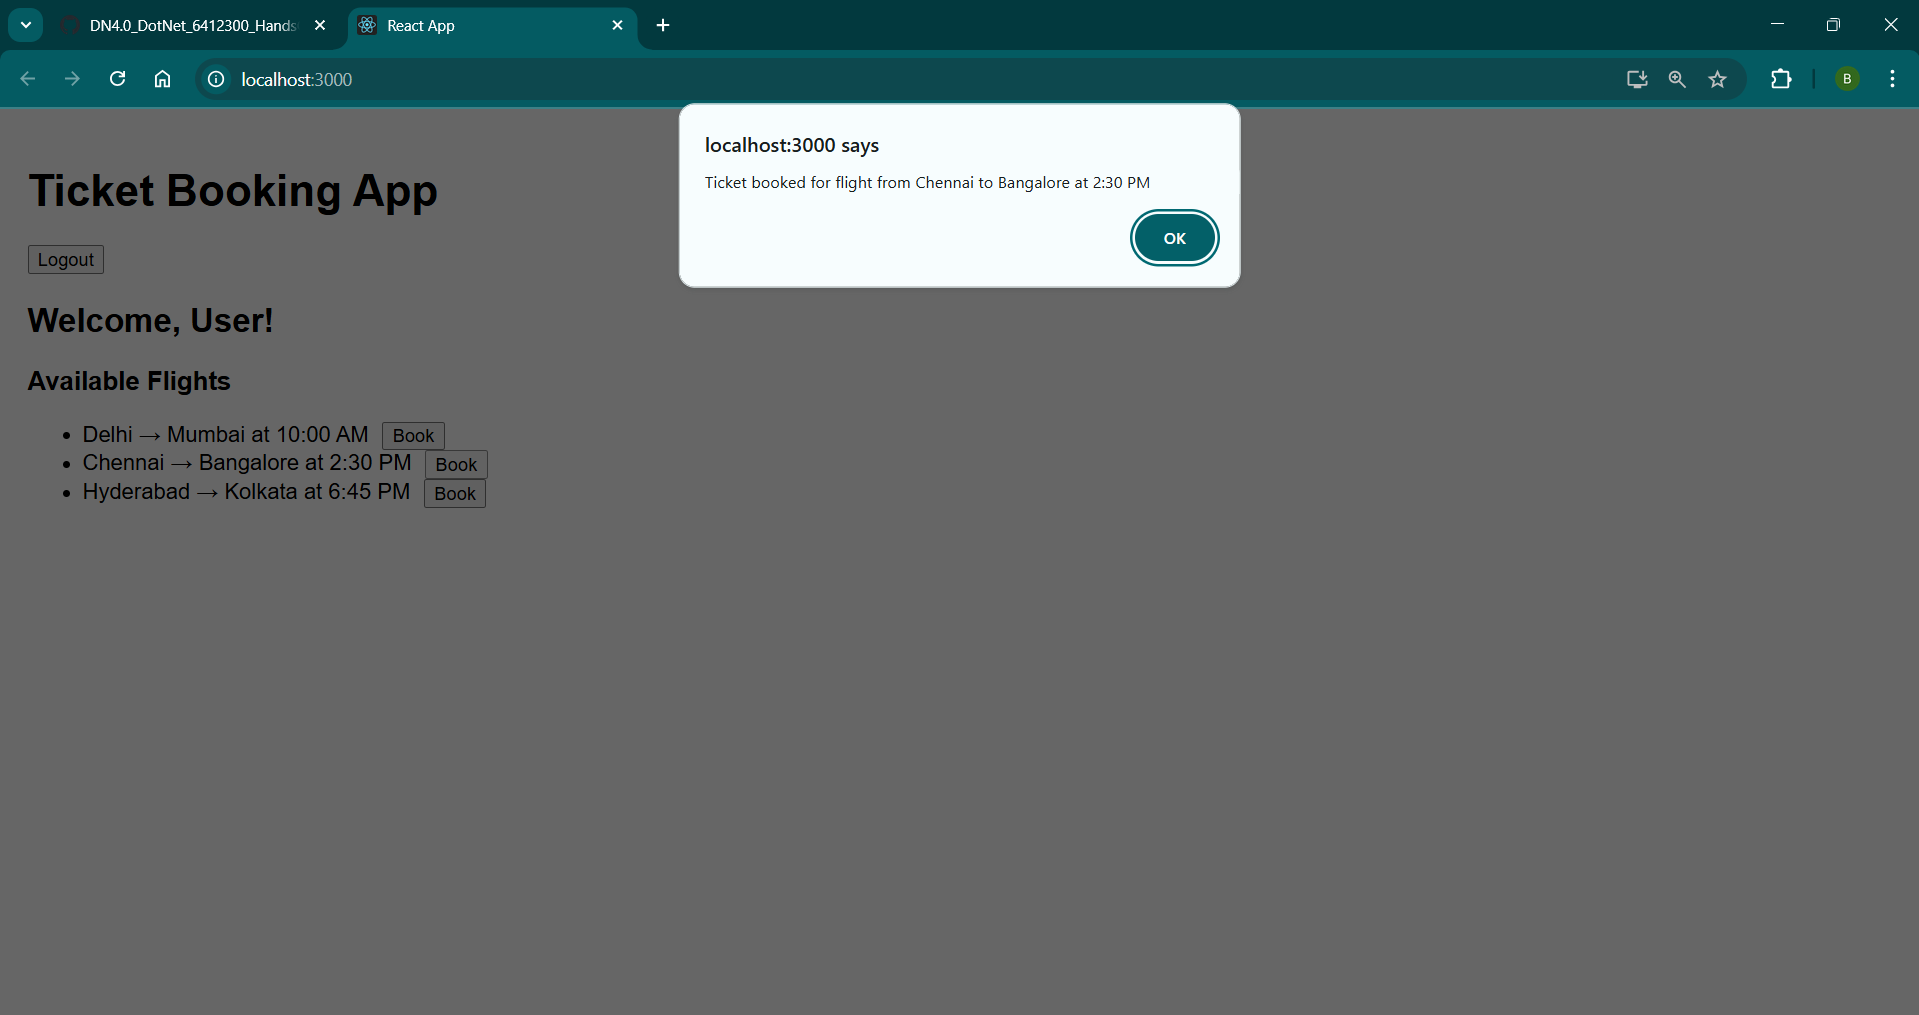 DN4.0_DotNet_6412300_Hands
React App
localhost:3000
B
localhost:3000 says
Ticket booked for flight from Chennai to Bangalore at 2:30 PM
OK
Ticket Booking App
Logout
Welcome, User!
Available Flights
• Delhi → Mumbai at 10:00 AM Book
• Chennai → Bangalore at 2:30 PM Book
• Hyderabad → Kolkata at 6:45 PM Book